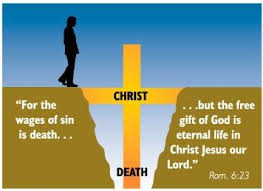 CHRIST
“For the
wages of sin
is death. . .
. . .but the free
gift of God is
eternal life in
Christ Jesus our
Lord.”
Rom. 6:23
DEATH